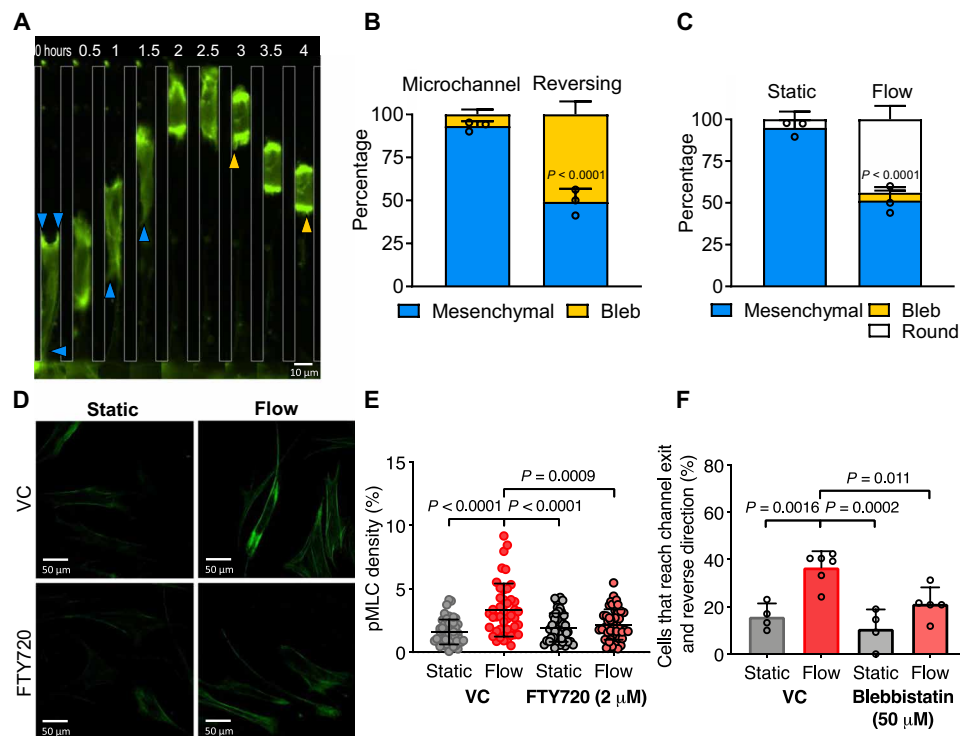 A
0 hours 0.5 1 1.5 2 2.5 3 3.5 4
10 µm
B
Microchannel Reversing
Percentage
100
50
0
P < 0.0001
Mesenchymal Bleb
C
Static Flow
Percentage
100
50
0
P < 0.0001
Mesenchymal Bleb
Round
D
Static Flow
VC
50 µm 50 µm
FTY720
50 µm 50 µm
E
pMLC density (%)
15
10
5
0
P = 0.0009
P < 0.0001 P < 0.0001
Static Flow Static Flow
VC FTY720 (2 µM)
F
Cells that reach channel exit
and reverse direction (%)
80
60
40
20
0
P = 0.011
P = 0.0016 P = 0.0002
Static Flow Static Flow
VC Blebbistatin
(50 µM)